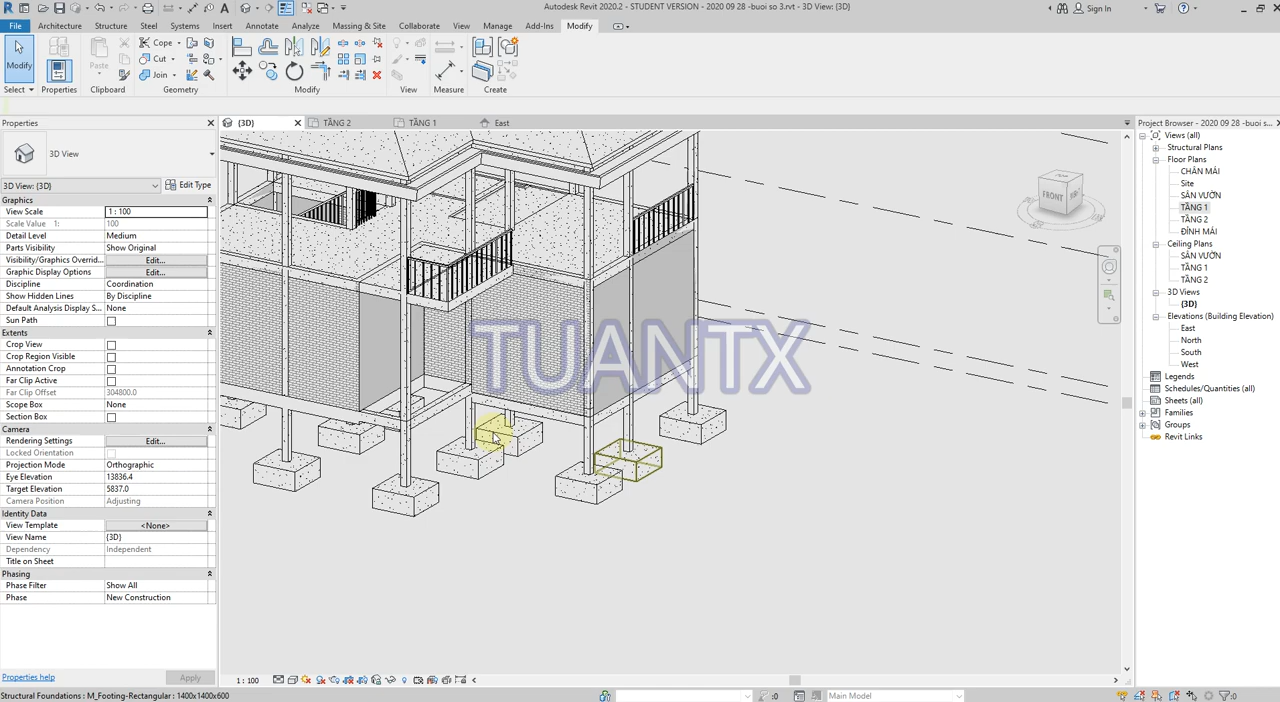 Autodesk Revit 2020.2 - STUDENT VERSION - 2020 09 28 -buoi so 3.rvt - 3D View: {3D}
Sign In
File Architecture Structure Steel Systems Insert Annotate Analyze Massing & Site Collaborate View Manage Add-Ins Modify
Modify Properties Paste Cope Cut Join
Select Properties Clipboard Geometry Modify View Measure Create
Properties
{3D} TẦNG 2 TẦNG 1 East
Project Browser - 2020 09 28 -buoi s...
3D View
3D View: {3D} Edit Type
Graphics
View Scale 1 : 100
Scale Value 1: 100
Detail Level Medium
Parts Visibility Show Original
Visibility/Graphics Overrid... Edit...
Graphic Display Options Edit...
Discipline Coordination
Show Hidden Lines By Discipline
Default Analysis Display S... None
Sun Path
Extents
Crop View
Crop Region Visible
Annotation Crop
Far Clip Active
Far Clip Offset 304800.0
Scope Box None
Section Box
Camera
Rendering Settings Edit...
Locked Orientation
Projection Mode Orthographic
Eye Elevation 13836.4
Target Elevation 5837.0
Camera Position Adjusting
Identity Data
View Template <None>
View Name {3D}
Dependency Independent
Title on Sheet
Phasing
Phase Filter Show All
Phase New Construction
Properties help Apply
FRONT
TUANTX
Views (all)
Structural Plans
Floor Plans
CHÂN MÁI
Site
SÂN VƯỜN
TẦNG 1
TẦNG 2
ĐỈNH MÁI
Ceiling Plans
SÂN VƯỜN
TẦNG 1
TẦNG 2
3D Views
{3D}
Elevations (Building Elevation)
East
North
South
West
Legends
Schedules/Quantities (all)
Sheets (all)
Families
Groups
Revit Links
1 : 100
Structural Foundations : M_Footing-Rectangular : 1400x1400x600
:0
Main Model
:0